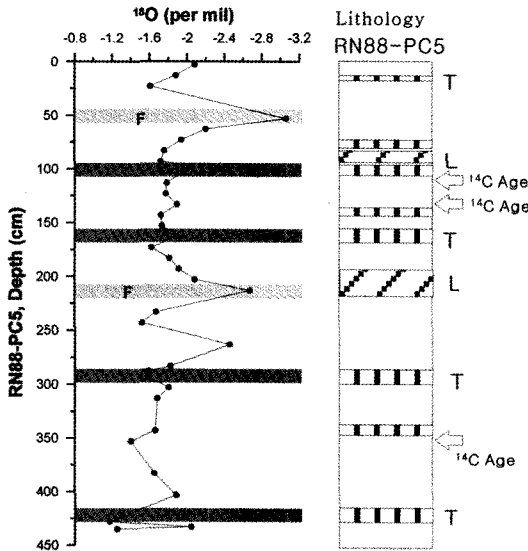 18O (per mil)
-0.8 -1.2 -1.6 -2 -2.4 -2.8 -3.2
RN88-PC5, Depth (cm)
0
50
100
150
200
250
300
350
400
450
F
F
Lithology
RN88-PC5
T
L
14C Age
14C Age
T
L
T
14C Age
T